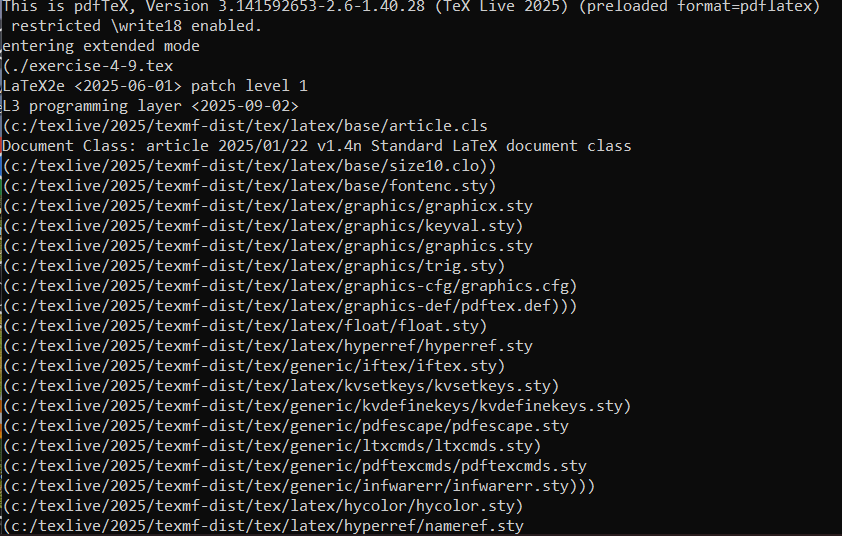 This is pdfTeX, Version 3.141592653-2.6-1.40.28 (TeX Live 2025) (preloaded format=pdflatex)
 restricted \write18 enabled.
entering extended mode
(./exercise-4-9.tex
LaTeX2e <2025-06-01> patch level 1
L3 programming layer <2025-09-02>
(c:/texlive/2025/texmf-dist/tex/latex/base/article.cls
Document Class: article 2025/01/22 v1.4n Standard LaTeX document class
(c:/texlive/2025/texmf-dist/tex/latex/base/size10.clo))
(c:/texlive/2025/texmf-dist/tex/latex/base/fontenc.sty)
(c:/texlive/2025/texmf-dist/tex/latex/graphics/graphicx.sty
(c:/texlive/2025/texmf-dist/tex/latex/graphics/keyval.sty)
(c:/texlive/2025/texmf-dist/tex/latex/graphics/graphics.sty
(c:/texlive/2025/texmf-dist/tex/latex/graphics/trig.sty)
(c:/texlive/2025/texmf-dist/tex/latex/graphics-cfg/graphics.cfg)
(c:/texlive/2025/texmf-dist/tex/latex/graphics-def/pdftex.def)))
(c:/texlive/2025/texmf-dist/tex/latex/float/float.sty)
(c:/texlive/2025/texmf-dist/tex/latex/hyperref/hyperref.sty
(c:/texlive/2025/texmf-dist/tex/generic/iftex/iftex.sty)
(c:/texlive/2025/texmf-dist/tex/latex/kvsetkeys/kvsetkeys.sty)
(c:/texlive/2025/texmf-dist/tex/generic/kvdefinekeys/kvdefinekeys.sty)
(c:/texlive/2025/texmf-dist/tex/generic/pdfescape/pdfescape.sty
(c:/texlive/2025/texmf-dist/tex/generic/ltxcmds/ltxcmds.sty)
(c:/texlive/2025/texmf-dist/tex/generic/pdftexcmds/pdftexcmds.sty
(c:/texlive/2025/texmf-dist/tex/generic/infwarerr/infwarerr.sty)))
(c:/texlive/2025/texmf-dist/tex/latex/hycolor/hycolor.sty)
(c:/texlive/2025/texmf-dist/tex/latex/hyperref/nameref.sty